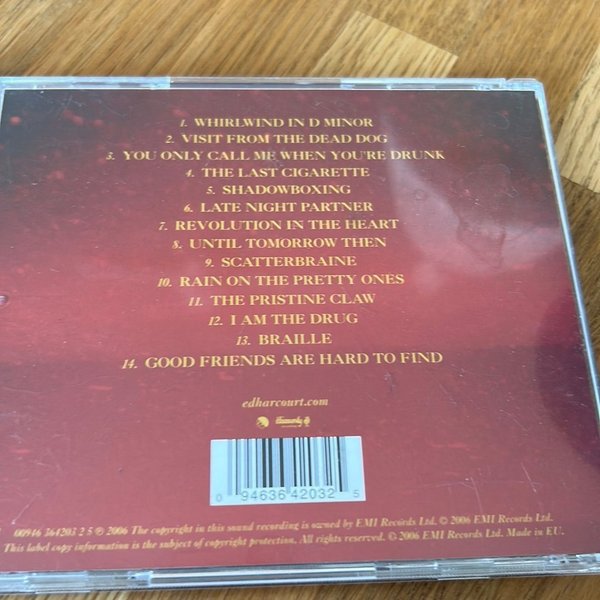 1. WHIRLWIND IN D MINOR
2. VISIT FROM THE DEAD DOG
3. YOU ONLY CALL ME WHEN YOU'RE DRUNK
4. THE LAST CIGARETTE
5. SHADOWBOXING
6. LATE NIGHT PARTNER
7. REVOLUTION IN THE HEART
8. UNTIL TOMORROW THEN
9. SCATTERBRAINE
10. RAIN ON THE PRETTY ONES
11. THE PRISTINE CLAW
12. I AM THE DRUG
13. BRAILLE
14. GOOD FRIENDS ARE HARD TO FIND
edharcourt.com
0 94636 42032 5
00946 364203 2 5 ℗ 2006 The copyright in this sound recording is owned by EMI Records Ltd. © 2006 EMI Records Ltd.
This label copy information is the subject of copyright protection. All rights reserved. © 2006 EMI Records Ltd. Made in EU.